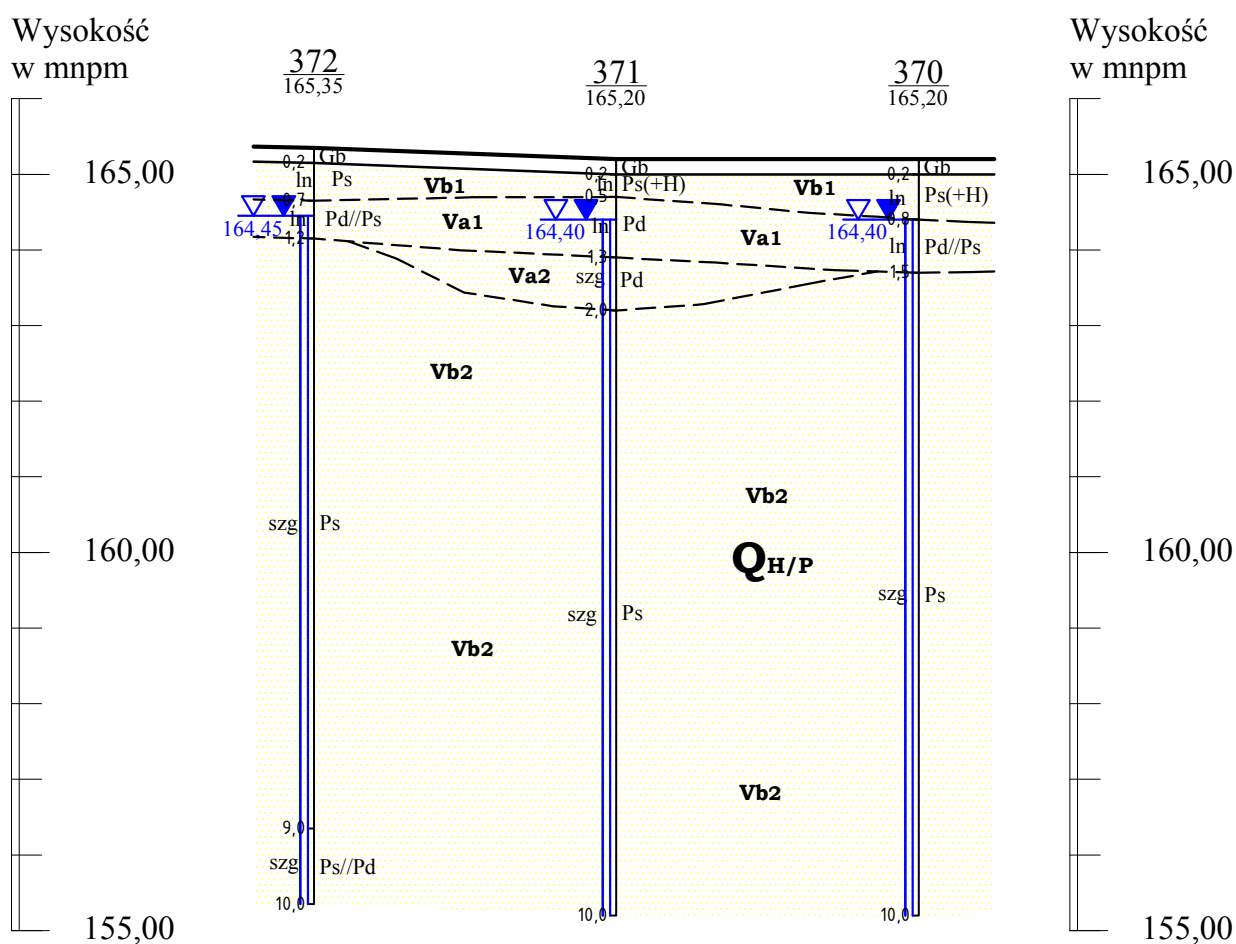 Wysokość
w mnpm
Wysokość
w mnpm
372
165,35
371
165,20
370
165,20
165,00
165,00
0,2
Gb
ln
Ps
0,7
ln
Pd//Ps
1,2
164,45
Vb1
Va1
Va2
0,2
Gb
ln
Ps(+H)
0,5
ln
Pd
1,3
szg
Pd
2,0
164,40
Vb1
Va1
0,2
Gb
ln
Ps(+H)
0,8
ln
Pd//Ps
1,5
164,40
Vb2
Vb2
QH/P
szg
Ps
160,00
160,00
szg
Ps
szg
Ps
Vb2
Vb2
9,0
szg
Ps//Pd
10,0
10,0
10,0
155,00
155,00